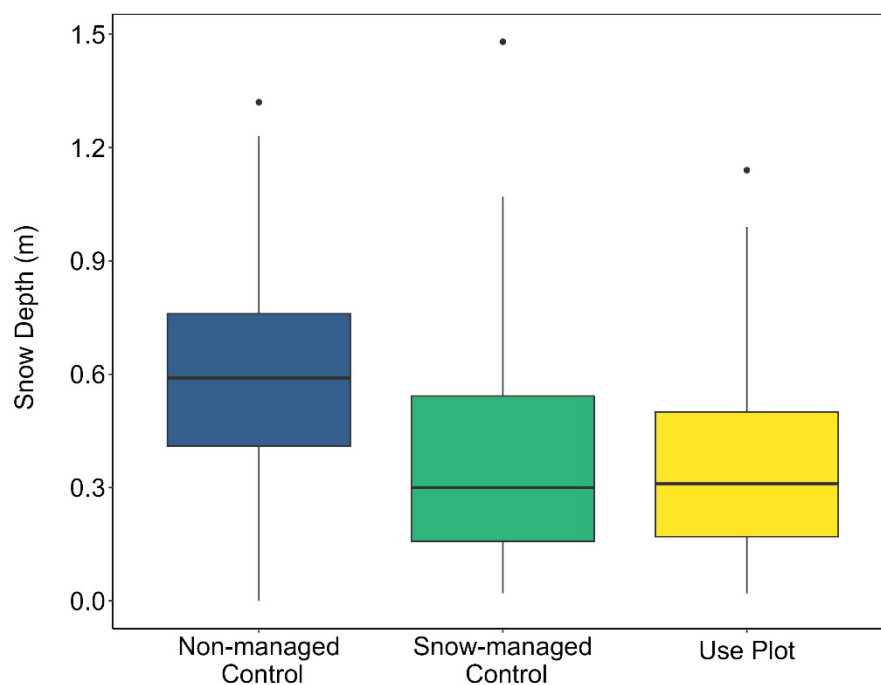 1.5
1.2
0.9
0.6
0.3
0.0
Snow Depth (m)
Non-managed
Control
Snow-managed
Control
Use Plot